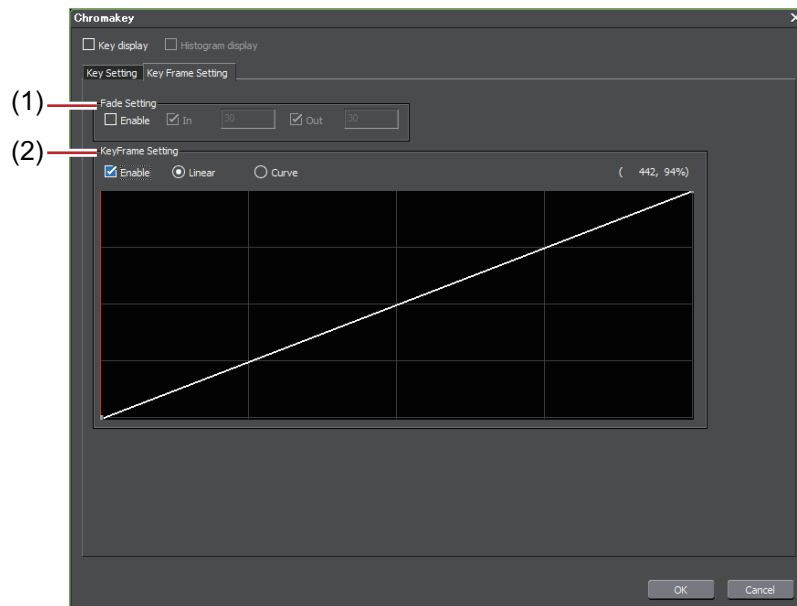 Chromakey
Key display Histogram display
Key Setting Key Frame Setting
(1)
Fade Setting
Enable In 30 Out 30
(2)
KeyFrame Setting
Enable Linear Curve ( 442, 94%)
OK Cancel